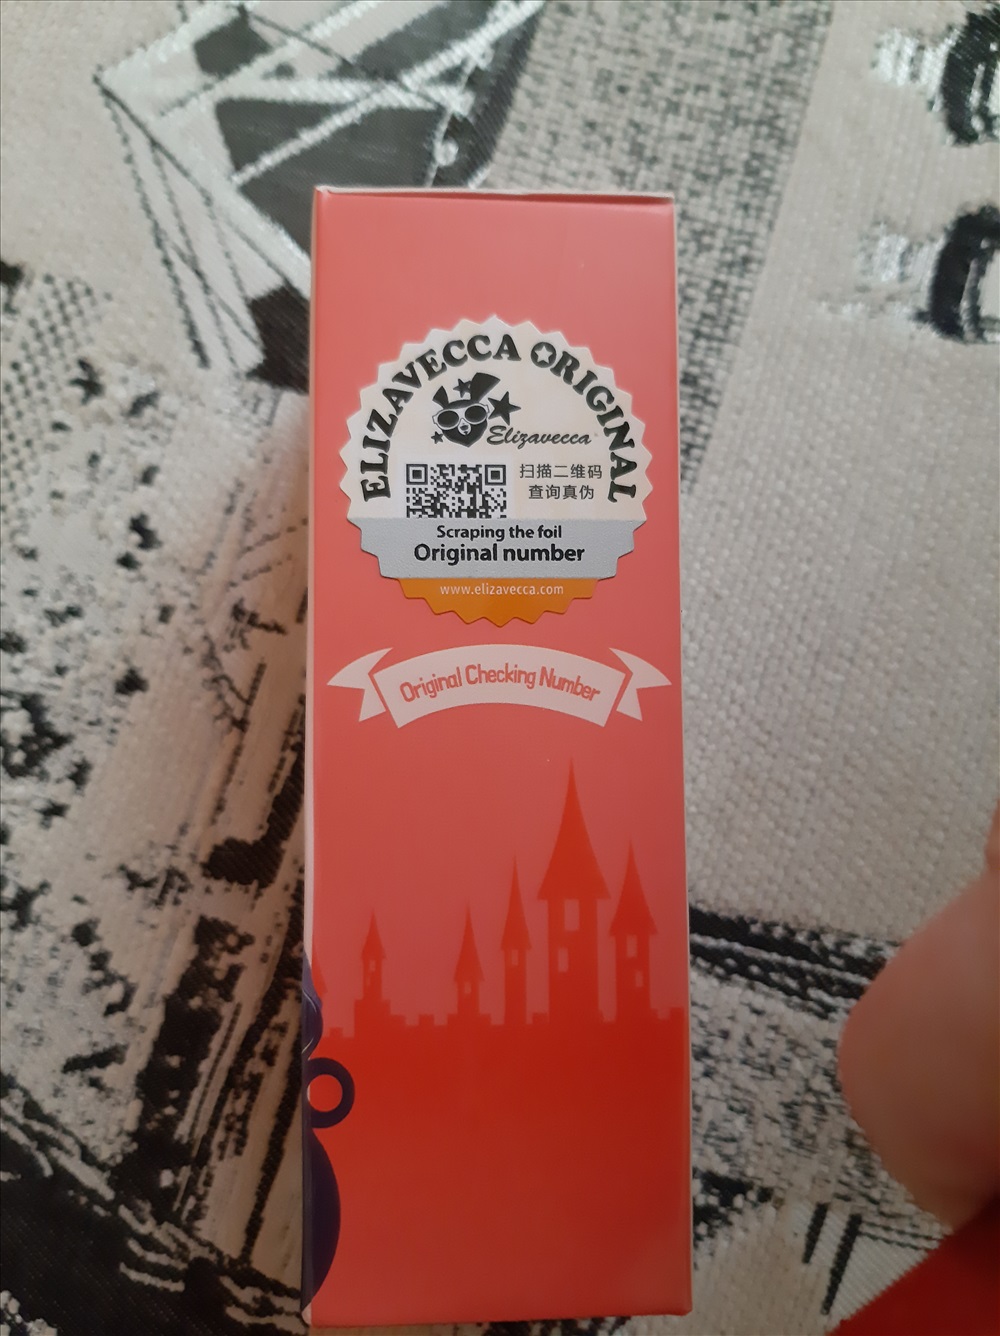 ELIZAVECCA ORIGINAL
Elizavecca
扫描二维码
查询真伪
Scraping the foil
Original number
www.elizavecca.com
Original Checking Number